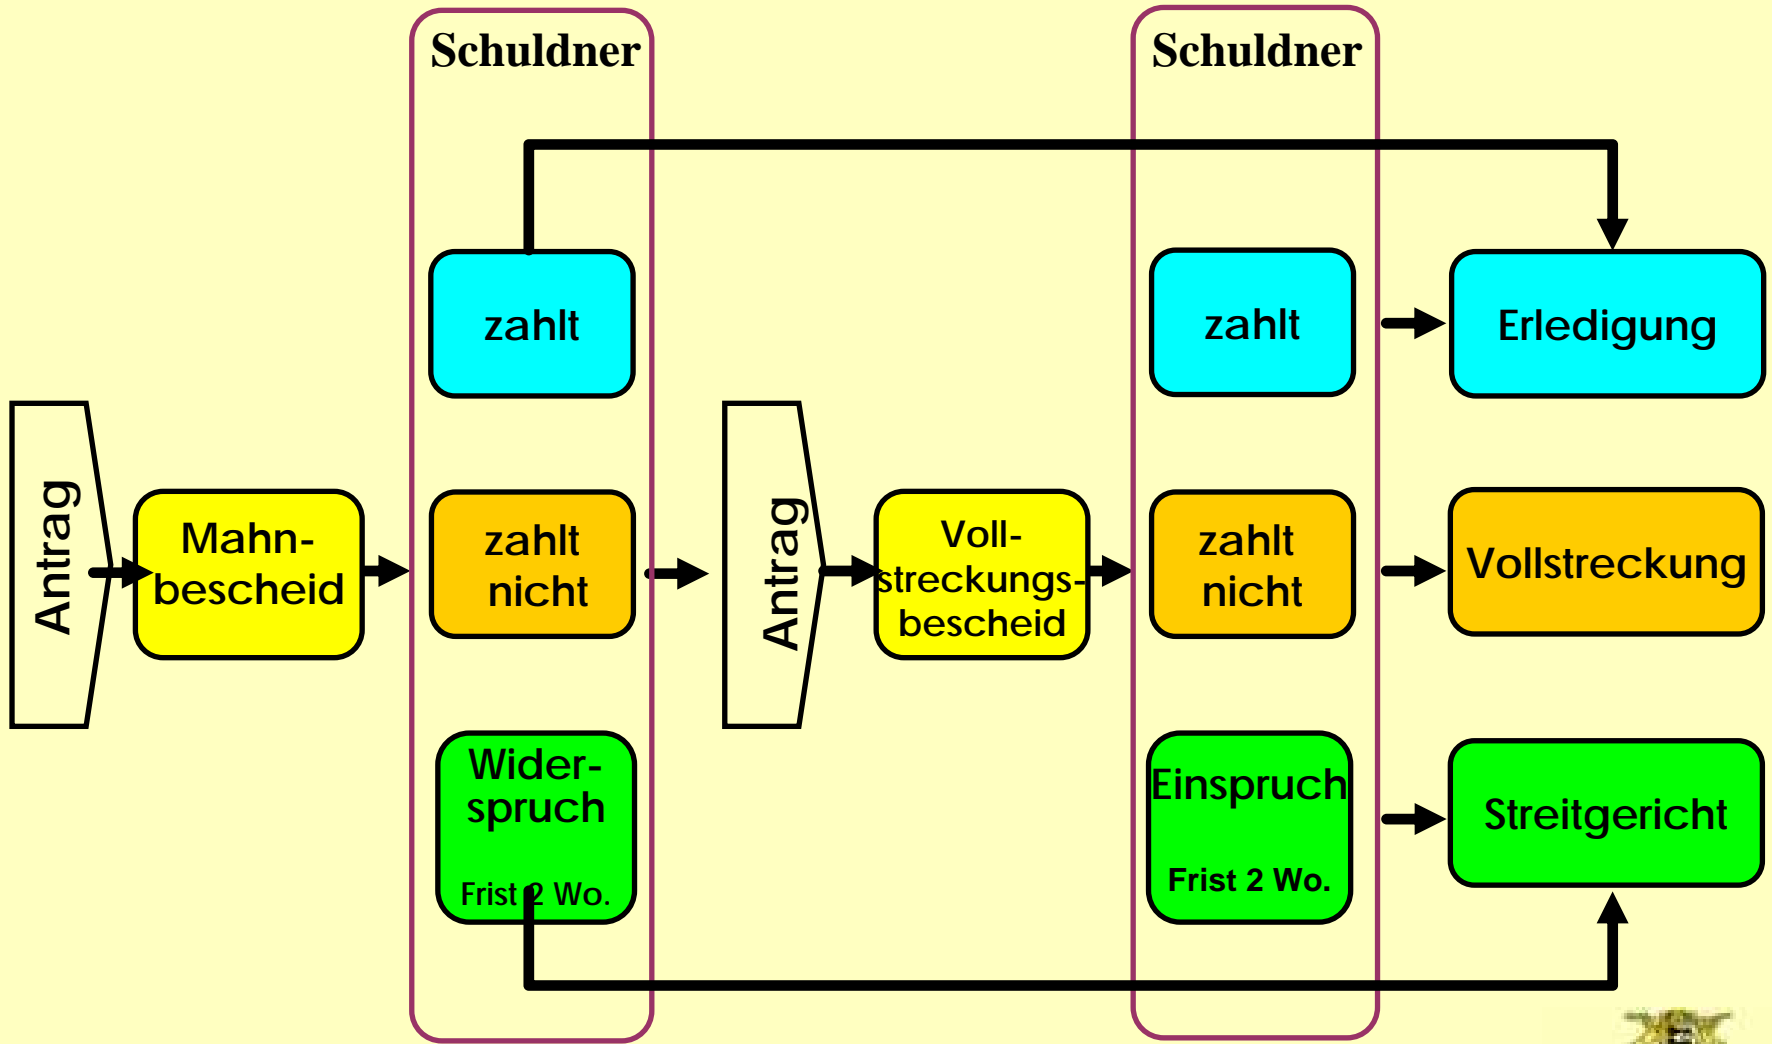 Schuldner
Schuldner
zahlt
zahlt
Erledigung
Antrag
Mahn-
bescheid
zahlt
nicht
Antrag
Voll-
streckungs-
bescheid
zahlt
nicht
Vollstreckung
Wider-
spruch
Frist 2 Wo.
Einspruch
Frist 2 Wo.
Streitgericht